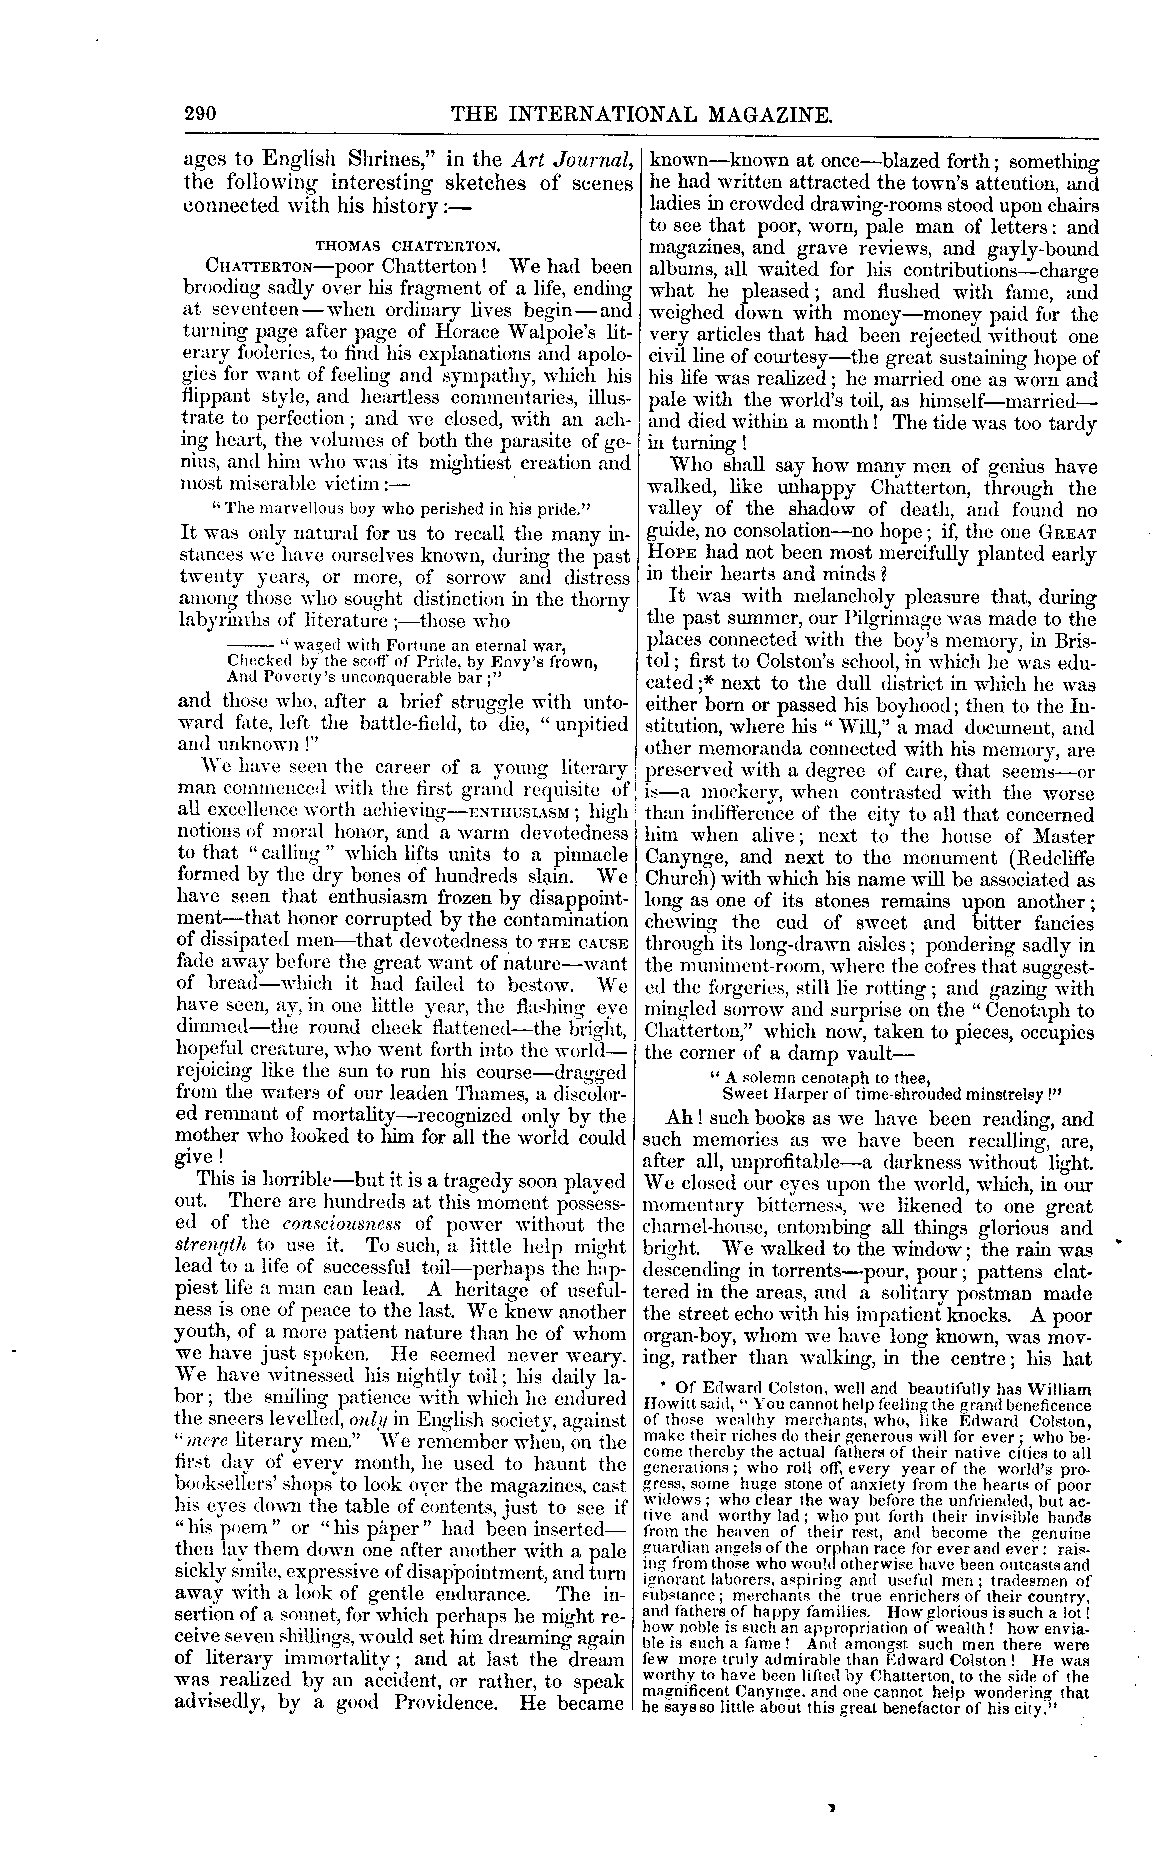 290 THE INTERNATIONAL MAGAZINE.
ages to English Shrines,” in the Art Journal,
the following interesting sketches of scenes
connected with his history:—
THOMAS CHATTERTON.
CHATTERTON—poor Chatterton! We had been
brooding sadly over his fragment of a life, ending
at seventeen—when ordinary lives begin—and
turning page after page of Horace Walpole's lit-
erary fooleries, to find his explanations and apolo-
gies for want of feeling and sympathy, which his
flippant style, and heartless commentaries, illus-
trate to perfection; and we closed, with an ach-
ing heart, the volumes of both the parasite of ge-
nius, and him who was its mightiest creation and
most miserable victim:—
“The marvellous boy who perished in his pride.”
It was only natural for us to recall the many in-
stances we have ourselves known, during the past
twenty years, or more, of sorrow and distress
among those who sought distinction in the thorny
labyrinths of literature;—those who
——— “waged with Fortune an eternal war,
Checked by the scoff of Pride, by Envy's frown,
And Poverty's unconquerable bar;”
and those who, after a brief struggle with unto-
ward fate, left the battle-field, to die, “unpitied
and unknown!”
We have seen the career of a young literary
man commenced with the first grand requisite of
all excellence worth achieving—ENTHUSIASM; high
notions of moral honor, and a warm devotedness
to that “calling” which lifts units to a pinnacle
formed by the dry bones of hundreds slain. We
have seen that enthusiasm frozen by disappoint-
ment—that honor corrupted by the contamination
of dissipated men—that devotedness to THE CAUSE
fade away before the great want of nature—want
of bread—which it had failed to bestow. We
have seen, ay, in one little year, the flashing eye
dimmed—the round cheek flattened—the bright,
hopeful creature, who went forth into the world—
rejoicing like the sun to run his course—dragged
from the waters of our leaden Thames, a discolor-
ed remnant of mortality—recognized only by the
mother who looked to him for all the world could
give!
This is horrible—but it is a tragedy soon played
out. There are hundreds at this moment possess-
ed of the consciousness of power without the
strength to use it. To such, a little help might
lead to a life of successful toil—perhaps the hap-
piest life a man can lead. A heritage of useful-
ness is one of peace to the last. We knew another
youth, of a more patient nature than he of whom
we have just spoken. He seemed never weary.
We have witnessed his nightly toil; his daily la-
bor; the smiling patience with which he endured
the sneers levelled, only in English society, against
“mere literary men.” We remember when, on the
first day of every month, he used to haunt the
booksellers' shops to look over the magazines, cast
his eyes down the table of contents, just to see if
“his poem” or “his paper” had been inserted—
then lay them down one after another with a pale
sickly smile, expressive of disappointment, and turn
away with a look of gentle endurance. The in-
sertion of a sonnet, for which perhaps he might re-
ceive seven shillings, would set him dreaming again
of literary immortality; and at last the dream
was realized by an accident, or rather, to speak
advisedly, by a good Providence. He became
known—known at once—blazed forth; something
he had written attracted the town's attention, and
ladies in crowded drawing-rooms stood upon chairs
to see that poor, worn, pale man of letters: and
magazines, and grave reviews, and gayly-bound
albums, all waited for his contributions—charge
what he pleased; and flushed with fame, and
weighed down with money—money paid for the
very articles that had been rejected without one
civil line of courtesy—the great sustaining hope of
his life was realized; he married one as worn and
pale with the world's toil, as himself—married—
and died within a month! The tide was too tardy
in turning!
Who shall say how many men of genius have
walked, like unhappy Chatterton, through the
valley of the shadow of death, and found no
guide, no consolation—no hope; if, the one GREAT
HOPE had not been most mercifully planted early
in their hearts and minds?
It was with melancholy pleasure that, during
the past summer, our Pilgrimage was made to the
places connected with the boy's memory, in Bris-
tol; first to Colston's school, in which he was edu-
cated;* next to the dull district in which he was
either born or passed his boyhood; then to the In-
stitution, where his “Will,” a mad document, and
other memoranda connected with his memory, are
preserved with a degree of care, that seems—or
is—a mockery, when contrasted with the worse
than indifference of the city to all that concerned
him when alive; next to the house of Master
Canynge, and next to the monument (Redcliffe
Church) with which his name will be associated as
long as one of its stones remains upon another;
chewing the cud of sweet and bitter fancies
through its long-drawn aisles; pondering sadly in
the muniment-room, where the cofres that suggest-
ed the forgeries, still lie rotting; and gazing with
mingled sorrow and surprise on the “Cenotaph to
Chatterton,” which now, taken to pieces, occupies
the corner of a damp vault—
“A solemn cenotaph to thee,
Sweet Harper of time-shrouded minstrelsy!”
Ah! such books as we have been reading, and
such memories as we have been recalling, are,
after all, unprofitable—a darkness without light.
We closed our eyes upon the world, which, in our
momentary bitterness, we likened to one great
charnel-house, entombing all things glorious and
bright. We walked to the window; the rain was
descending in torrents—pour, pour; pattens clat-
tered in the areas, and a solitary postman made
the street echo with his impatient knocks. A poor
organ-boy, whom we have long known, was mov-
ing, rather than walking, in the centre; his hat
* Of Edward Colston, well and beautifully has William
Howitt said, “You cannot help feeling the grand beneficence
of those wealthy merchants, who, like Edward Colston,
make their riches do their generous will for ever; who be-
come thereby the actual fathers of their native cities to all
generations; who roll off, every year of the world's pro-
gress, some huge stone of anxiety from the hearts of poor
widows; who clear the way before the unfriended, but ac-
tive and worthy lad; who put forth their invisible hands
from the heaven of their rest, and become the genuine
guardian angels of the orphan race for ever and ever: rais-
ing from those who would otherwise have been outcasts and
ignorant laborers, aspiring and useful men; tradesmen of
substance; merchants the true enrichers of their country,
and fathers of happy families. How glorious is such a lot!
how noble is such an appropriation of wealth! how envia-
ble is such a fame! And amongst such men there were
few more truly admirable than Edward Colston! He was
worthy to have been lifted by Chatterton, to the side of the
magnificent Canynge, and one cannot help wondering that
he says so little about this great benefactor of his city.”